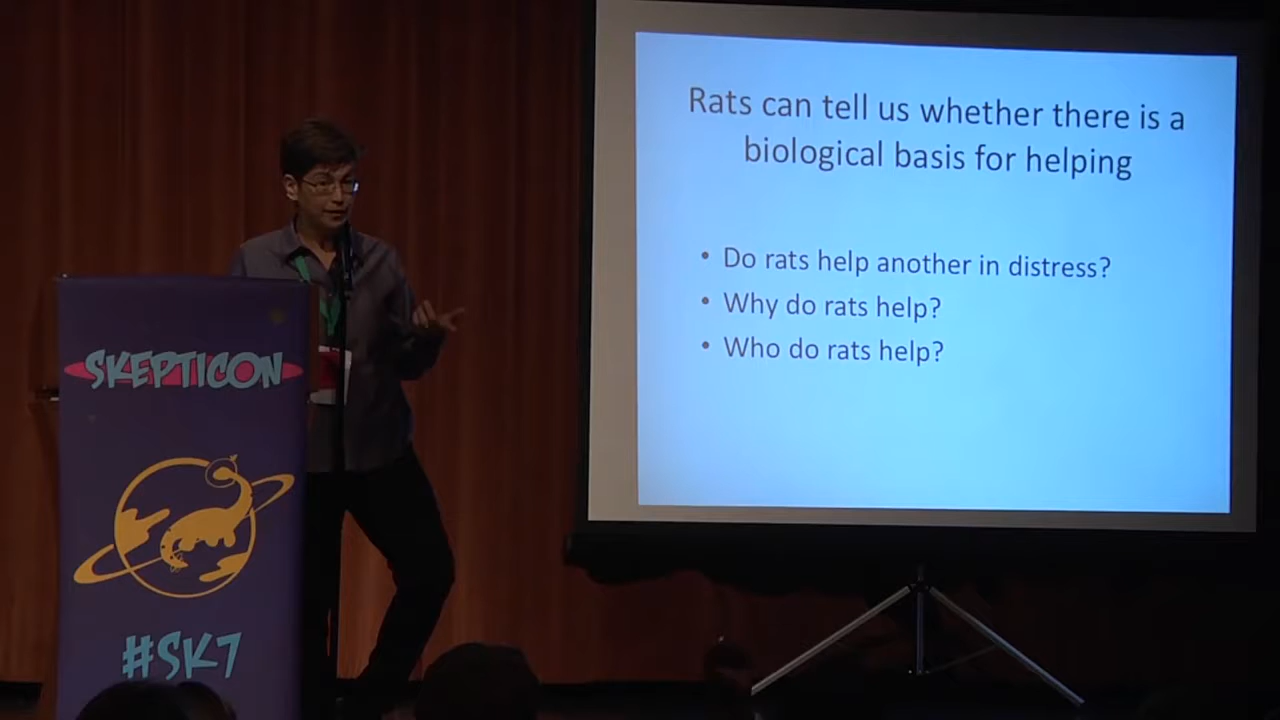 Rats can tell us whether there is a
biological basis for helping
• Do rats help another in distress?
• Why do rats help?
• Who do rats help?
SKEPTICON
#SK7